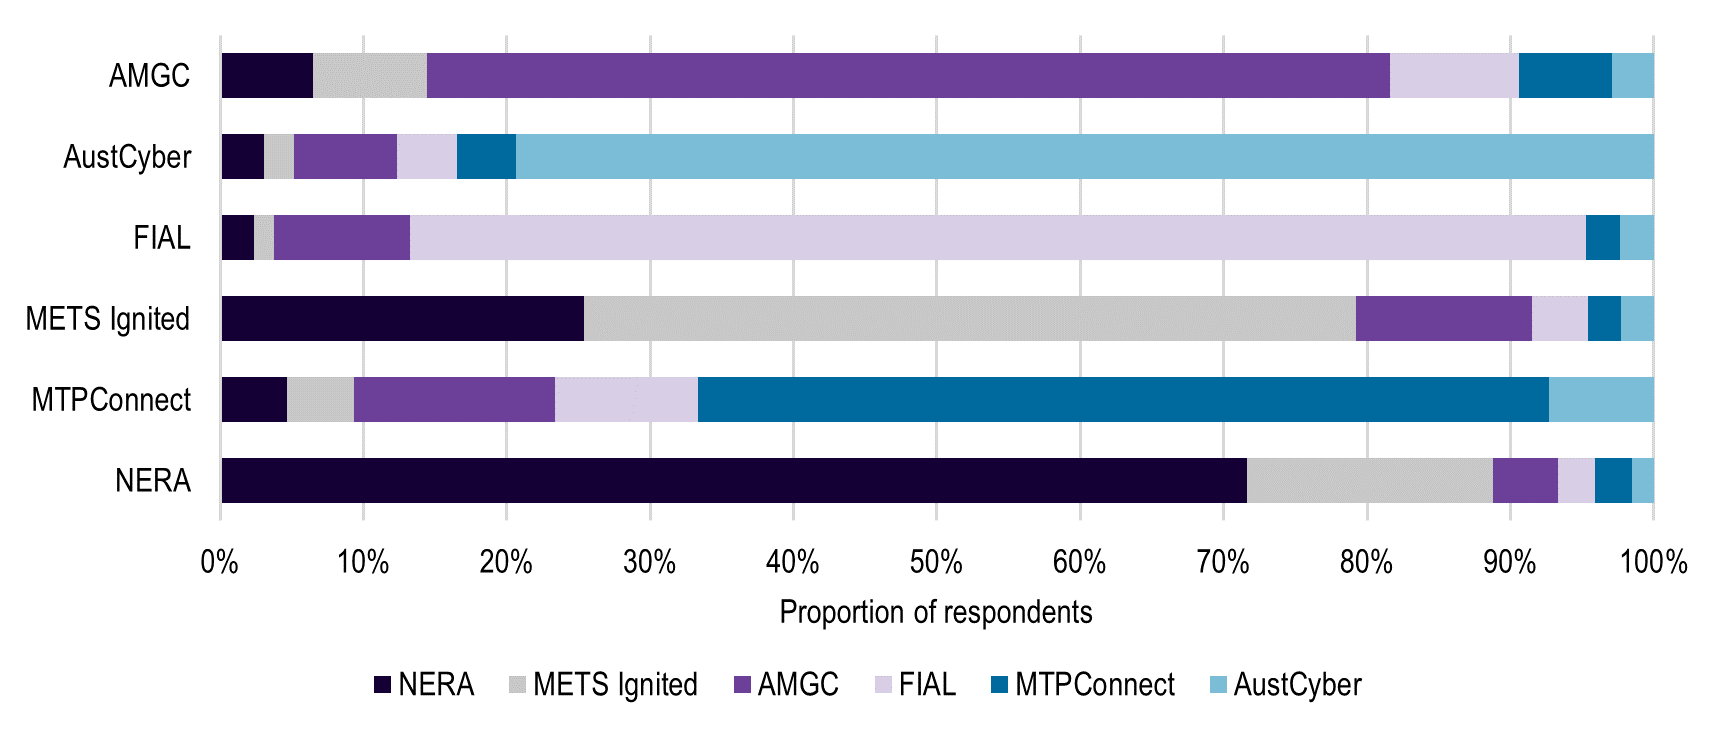 AMGC
AustCyber
FIAL
METS Ignited
MTPConnect
NERA
0% 10% 20% 30% 40% 50% 60% 70% 80% 90% 100%
Proportion of respondents
NERA METS Ignited AMGC FIAL MTPConnect AustCyber